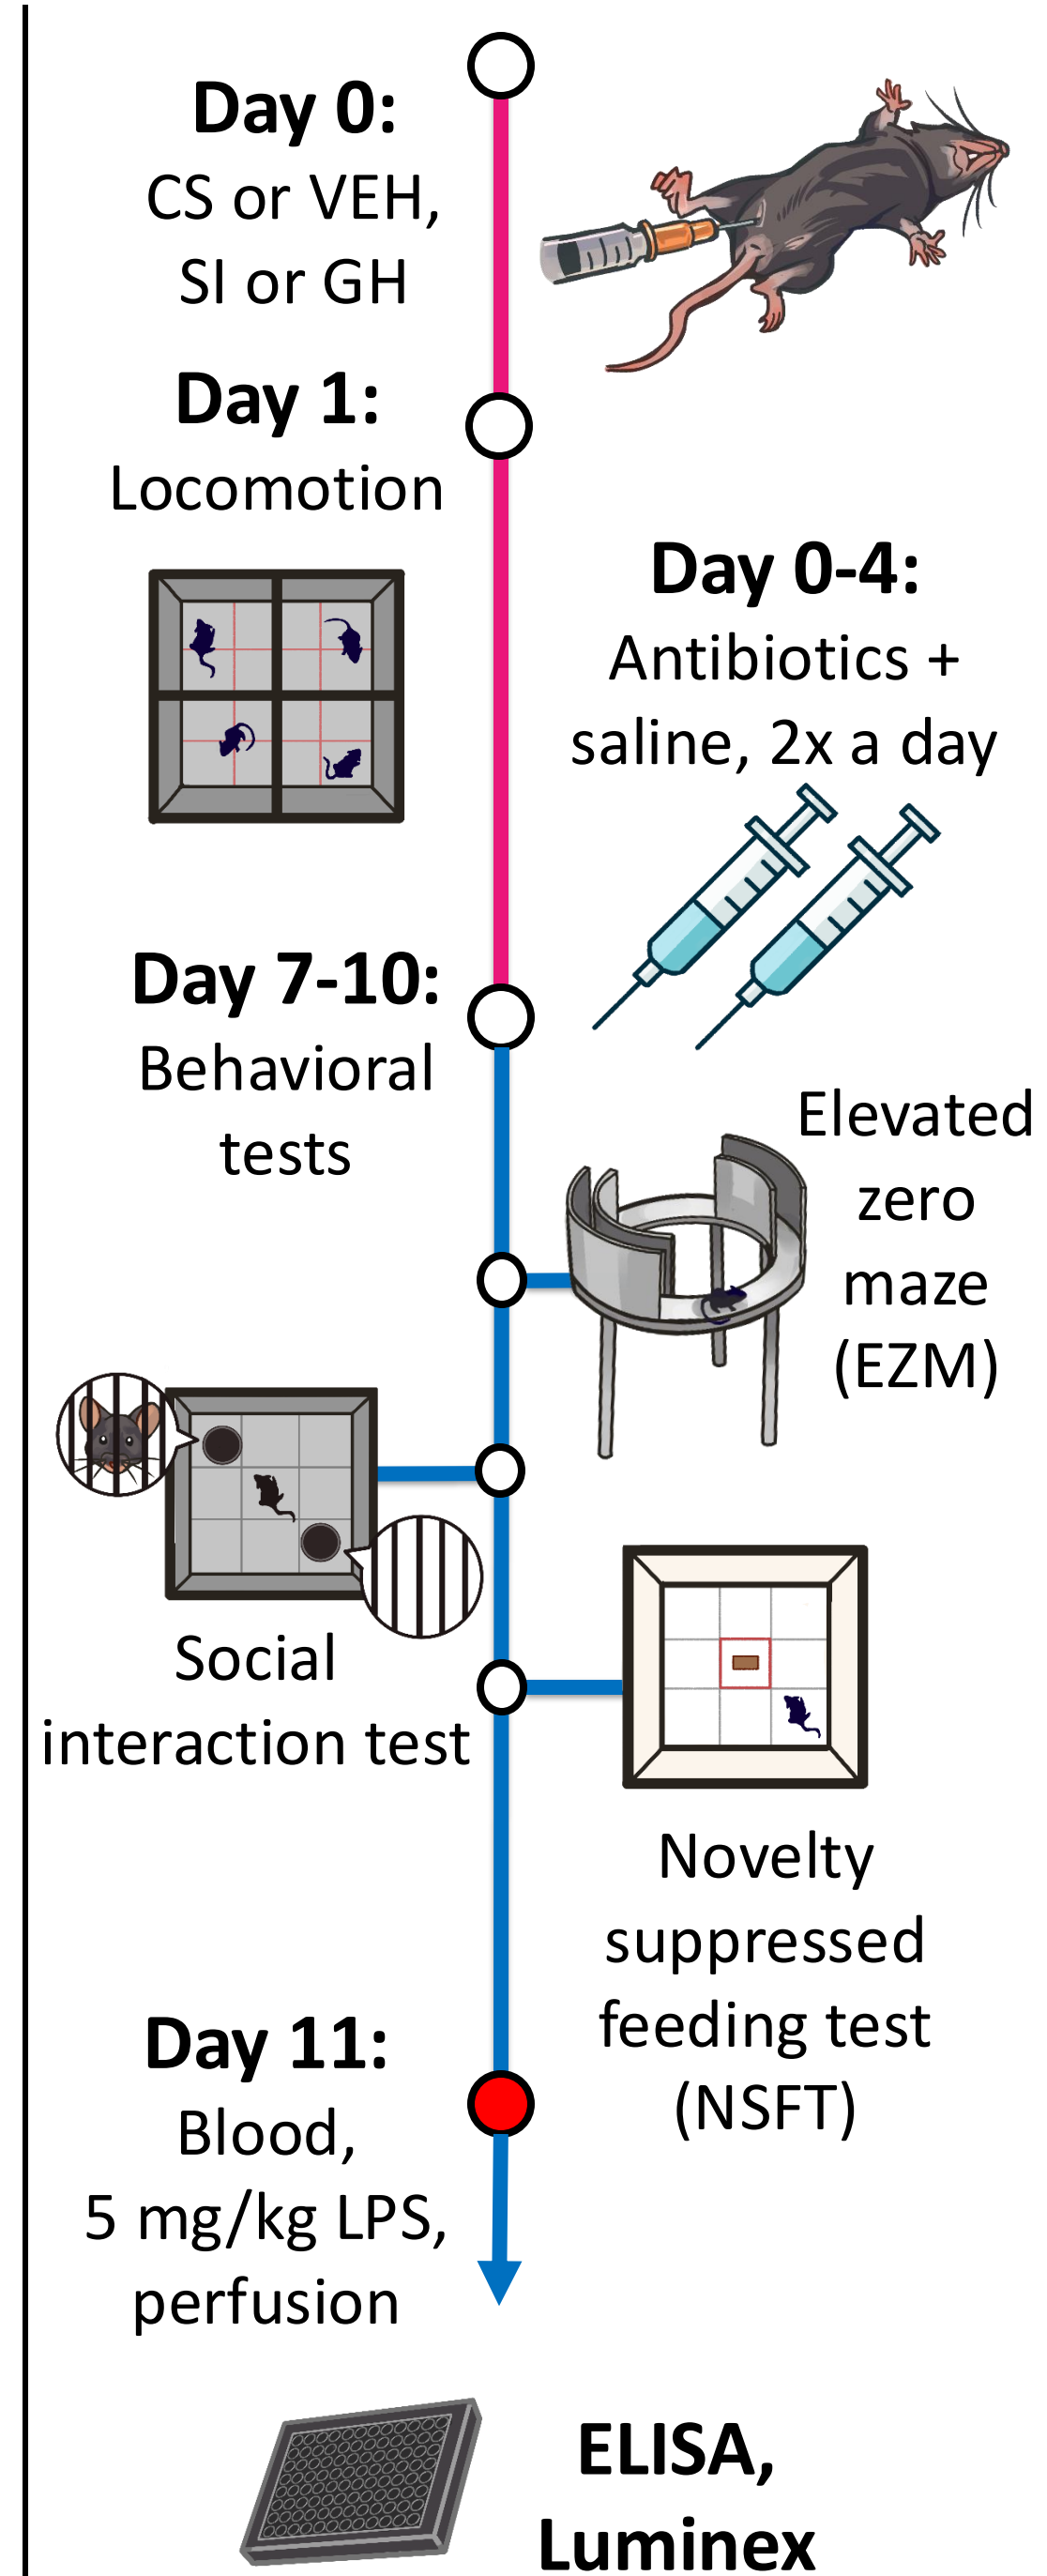 Day 0:
CS or VEH,
SI or GH
Day 1:
Locomotion
Day 0-4:
Antibiotics +
saline, 2x a day
Day 7-10:
Behavioral
tests
Elevated
zero
maze
(EZM)
Social
interaction test
Novelty
suppressed
feeding test
(NSFT)
Day 11:
Blood,
5 mg/kg LPS,
perfusion
ELISA,
Luminex